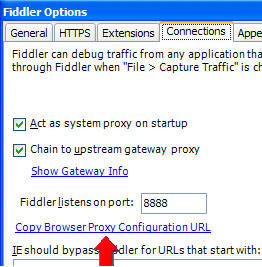 Fiddler Options
General HTTPS Extensions Connections Appe
Fiddler can debug traffic from any application tha
through Fiddler when "File > Capture Traffic" is ch
Act as system proxy on startup
Chain to upstream gateway proxy
Show Gateway Info
Fiddler listens on port: 8888
Copy Browser Proxy Configuration URL
IE should bypass Fiddler for URLs that start with: